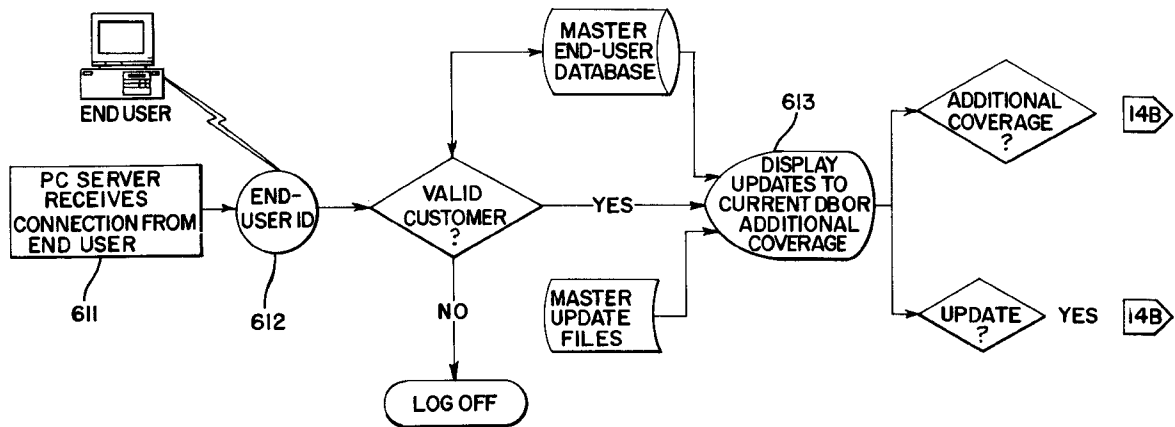 END USER
PC SERVER
RECEIVES
CONNECTION FROM
END USER
611
END-
USER ID
612
VALID
CUSTOMER
?
YES
NO
LOG OFF
MASTER
END-USER
DATABASE
MASTER
UPDATE
FILES
613
DISPLAY
UPDATES TO
CURRENT DB OR
ADDITIONAL
COVERAGE
ADDITIONAL
COVERAGE
?
14B
UPDATE
?
YES
14B